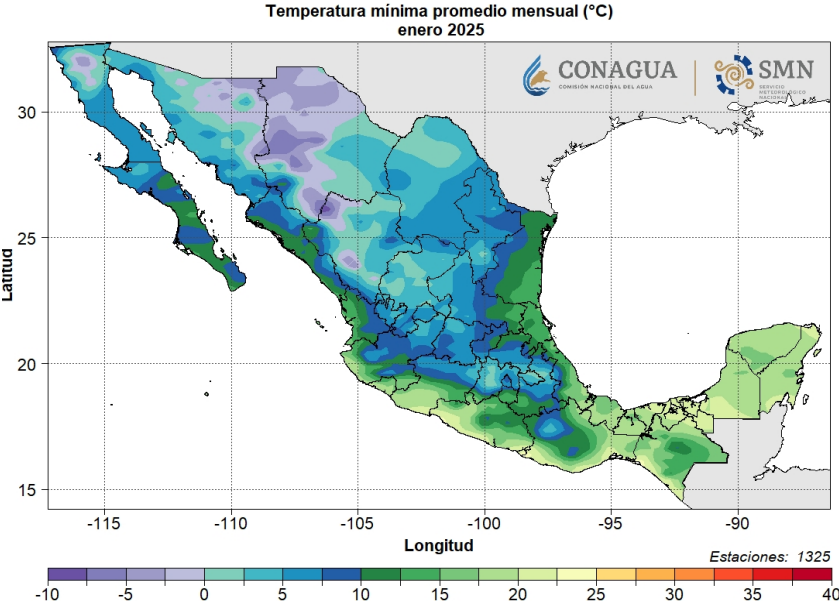 Temperatura mínima promedio mensual (°C)
enero 2025
CONAGUA
COMISIÓN NACIONAL DEL AGUA
SMN
SERVICIO
METEOROLÓGICO
NACIONAL
Latitud
30
25
20
15
-115 -110 -105 -100 -95 -90
Longitud
Estaciones: 1325
-10 -5 0 5 10 15 20 25 30 35 40